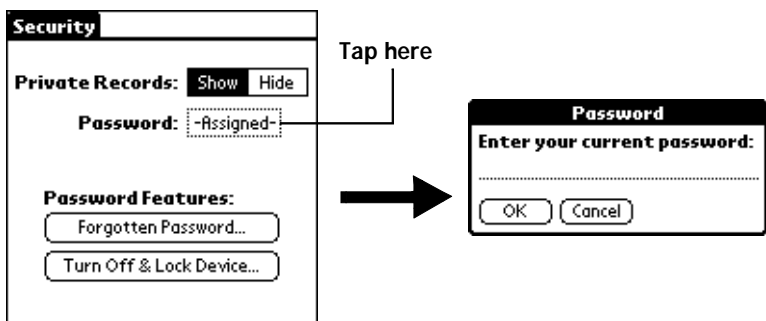 Security
Tap here
Private Records: Show Hide
Password: -Assigned-
Password
Enter your current password:
Password Features:
Forgotten Password...
OK Cancel
Turn Off & Lock Device...